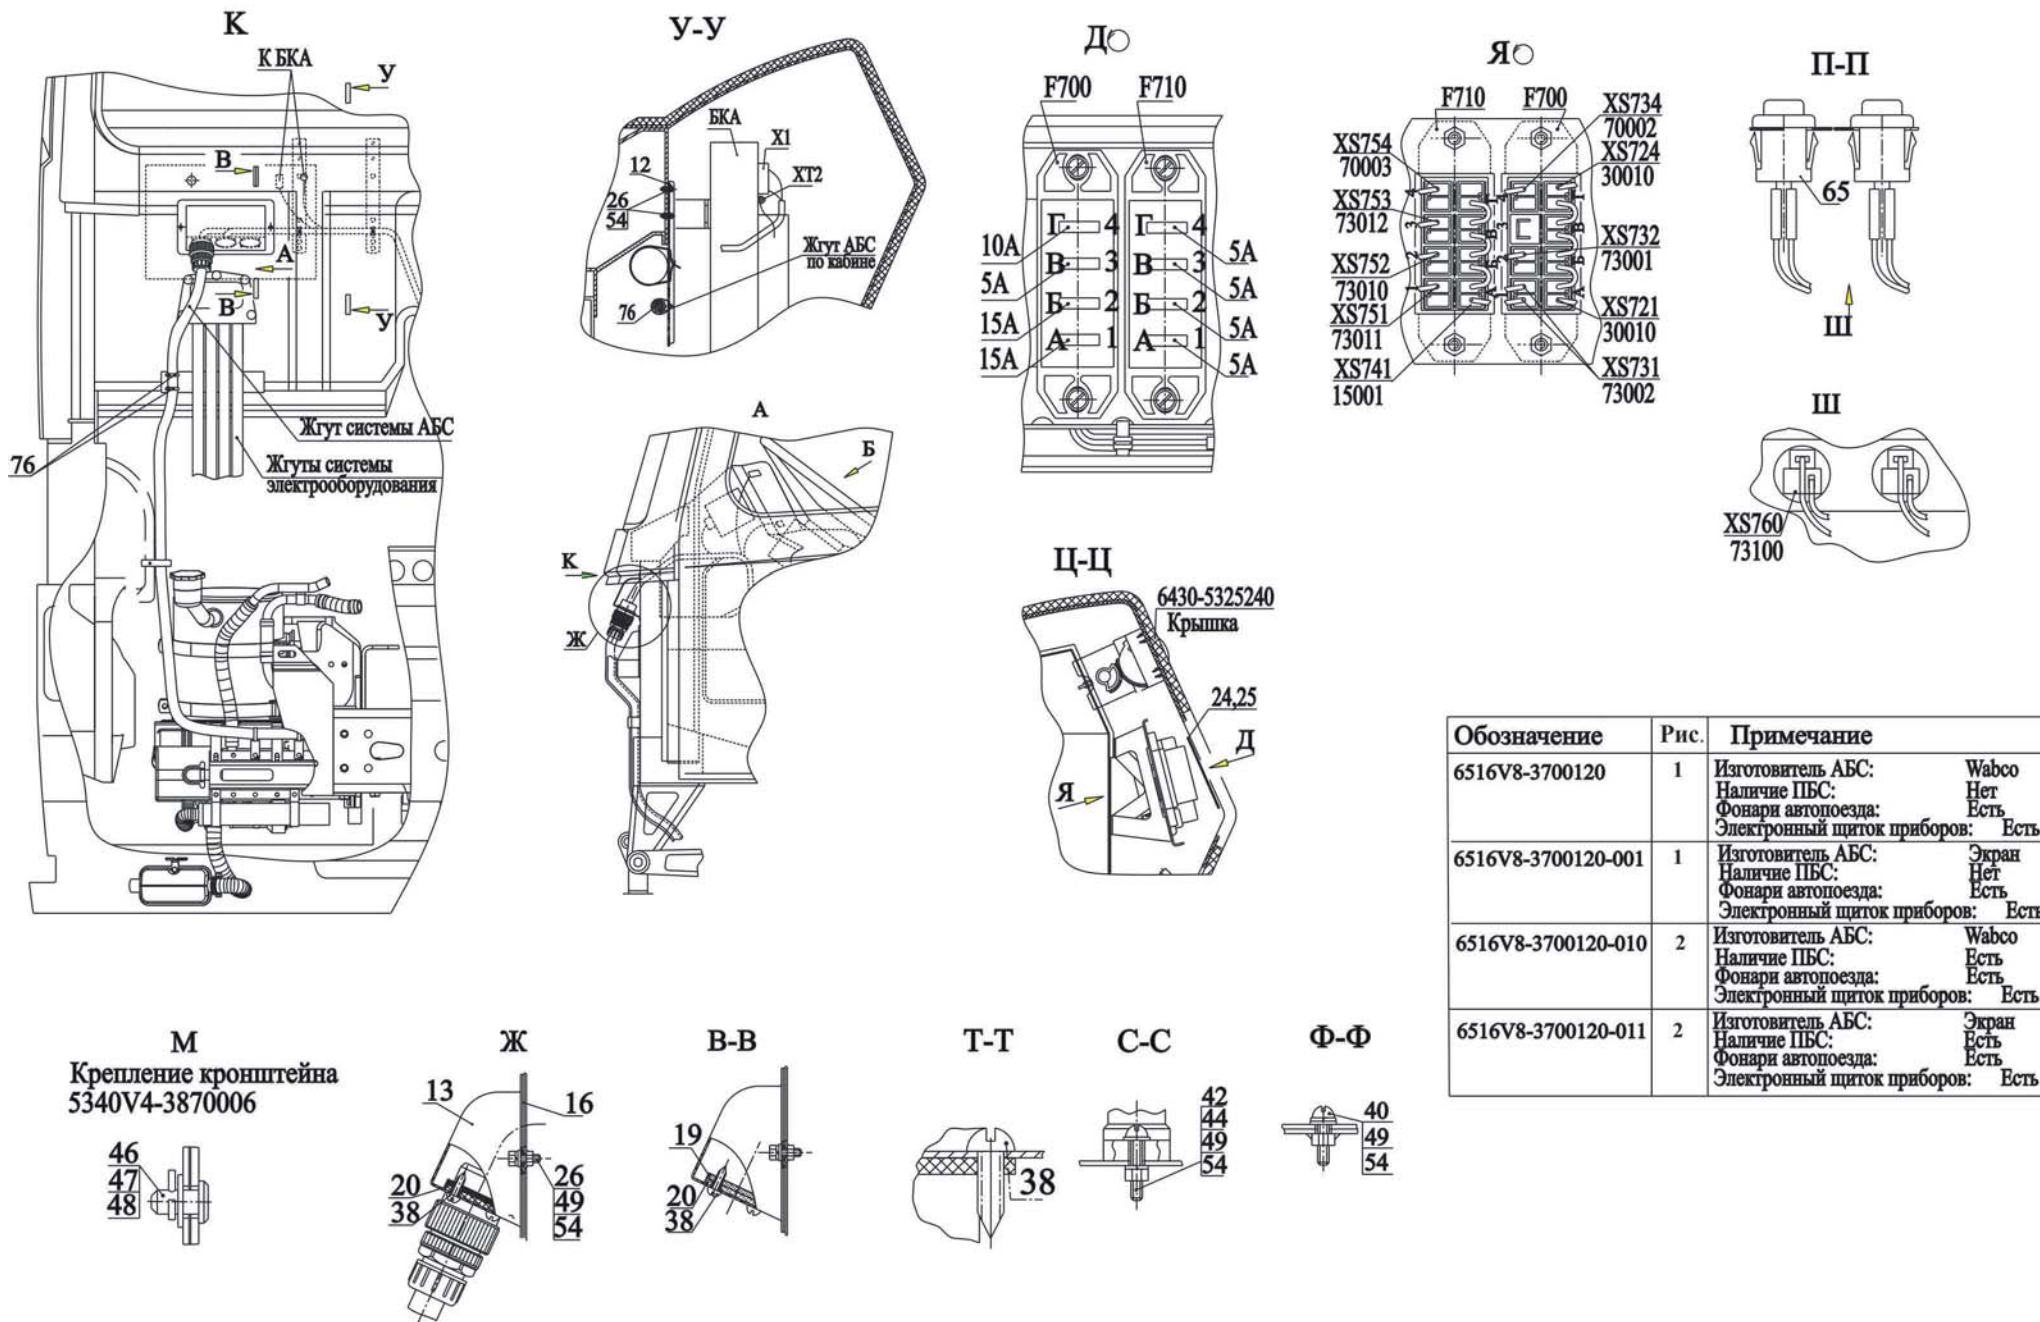 К
К БКА
У
В
А
В
У
Жгут системы АБС
76
Жгуты системы
электрооборудования
У-У
БКА
X1
XT2
12
26
54
Жгут АБС
по кабине
76
Д
F700
F710
Г 4
Г 4
10А
5А
В 3
В 3
5А
5А
Б 2
Б 2
15А
5А
А 1
А 1
15А
5А
Я
F710
F700
XS734
70002
XS754
70003
XS724
30010
XS753
73012
XS732
73001
XS752
73010
XS751
73011
XS721
30010
XS741
15001
XS731
73002
4
3
2
1
Г
В
Б
А
4
3
2
1
Г
В
Б
А
П-П
65
Ш
Ш
XS760
73100
А
Б
К
Ж
Ц-Ц
6430-5325240
Крышка
24,25
Д
Я
Обозначение Рис. Примечание
6516V8-3700120 1 Изготовитель АБС: Wabco
Наличие ПБС: Нет
Фонари автопоезда: Есть
Электронный щиток приборов: Есть
6516V8-3700120-001 1 Изготовитель АБС: Экран
Наличие ПБС: Нет
Фонари автопоезда: Есть
Электронный щиток приборов: Есть
6516V8-3700120-010 2 Изготовитель АБС: Wabco
Наличие ПБС: Есть
Фонари автопоезда: Есть
Электронный щиток приборов: Есть
6516V8-3700120-011 2 Изготовитель АБС: Экран
Наличие ПБС: Есть
Фонари автопоезда: Есть
Электронный щиток приборов: Есть
М
Крепление кронштейна
5340V4-3870006
46
47
48
Ж
13
16
20
38
26
49
54
В-В
19
20
38
Т-Т
38
С-С
42
44
49
54
Ф-Ф
40
49
54